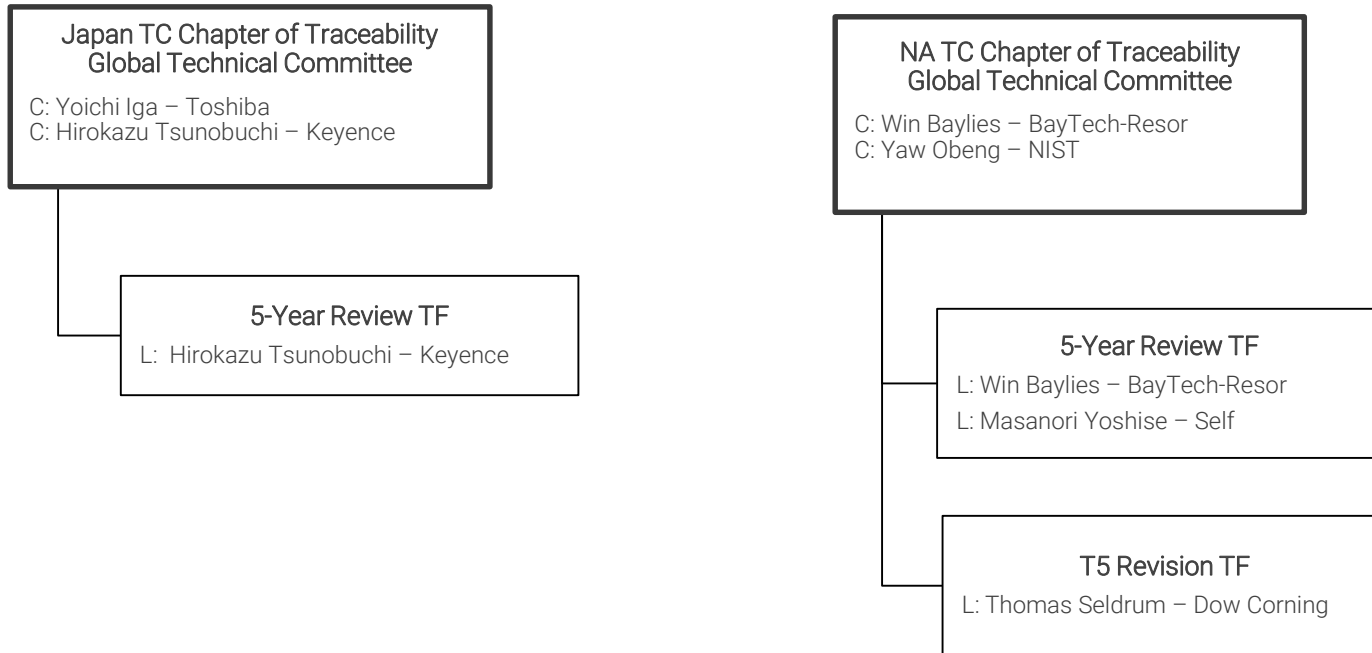 Japan TC Chapter of Traceability
Global Technical Committee
C: Yoichi Iga – Toshiba
C: Hirokazu Tsunobuchi – Keyence
5-Year Review TF
L: Hirokazu Tsunobuchi – Keyence
NA TC Chapter of Traceability
Global Technical Committee
C: Win Baylies – BayTech-Resor
C: Yaw Obeng – NIST
5-Year Review TF
L: Win Baylies – BayTech-Resor
L: Masanori Yoshise – Self
T5 Revision TF
L: Thomas Seldrum – Dow Corning